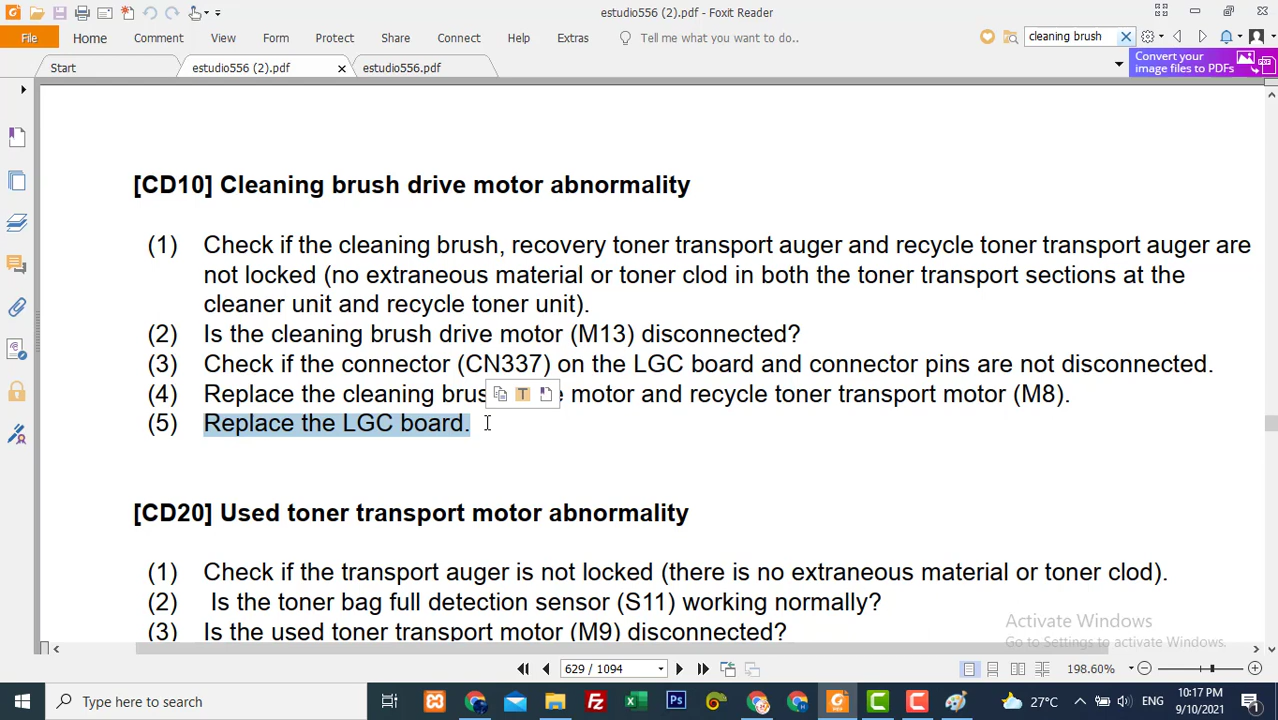 estudio556 (2).pdf - Foxit Reader
File Home Comment View Form Protect Share Connect Help Extras Tell me what you want to do... cleaning brush
Start estudio556 (2).pdf estudio556.pdf
Convert your
image files to PDFs
[CD10] Cleaning brush drive motor abnormality
(1) Check if the cleaning brush, recovery toner transport auger and recycle toner transport auger are
not locked (no extraneous material or toner clod in both the toner transport sections at the
cleaner unit and recycle toner unit).
(2) Is the cleaning brush drive motor (M13) disconnected?
(3) Check if the connector (CN337) on the LGC board and connector pins are not disconnected.
(4) Replace the cleaning brus e motor and recycle toner transport motor (M8).
(5) Replace the LGC board.
[CD20] Used toner transport motor abnormality
(1) Check if the transport auger is not locked (there is no extraneous material or toner clod).
(2) Is the toner bag full detection sensor (S11) working normally?
(3) Is the used toner transport motor (M9) disconnected?
Activate Windows
Go to Settings to activate Windows.
629 / 1094 198.60%
Type here to search 27°C ENG 10:17 PM
9/10/2021